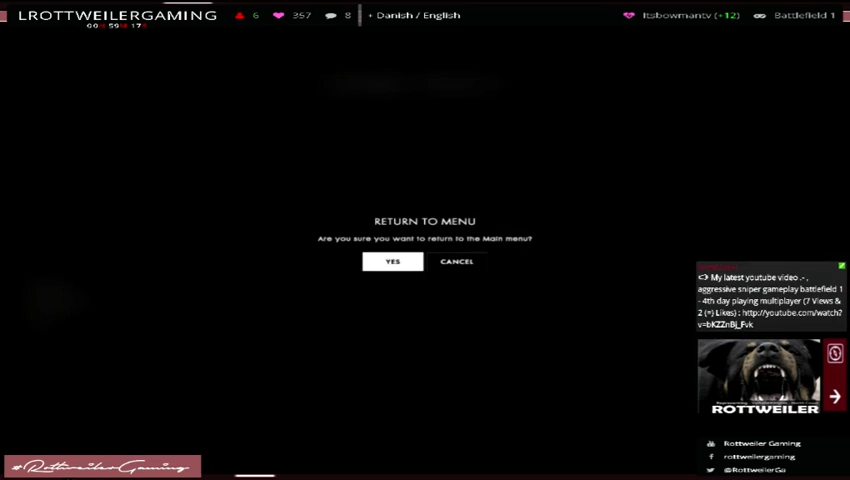 LROTTWEILERGAMING
6 357 8 + Danish / English
Itsbowmantv (+12) Battlefield 1
RETURN TO MENU
Are you sure you want to return to the Main menu?
YES CANCEL
My latest youtube video .- .
aggressive sniper gameplay battlefield 1
- 4th day playing multiplayer (7 Views &
2 (=) Likes) : http://youtube.com/watch?
v=bKZZnBj_Fvk
ROTTWEILER
#RottweilerGaming
Rottweiler Gaming
rottweilergaming
@RottweilerGa